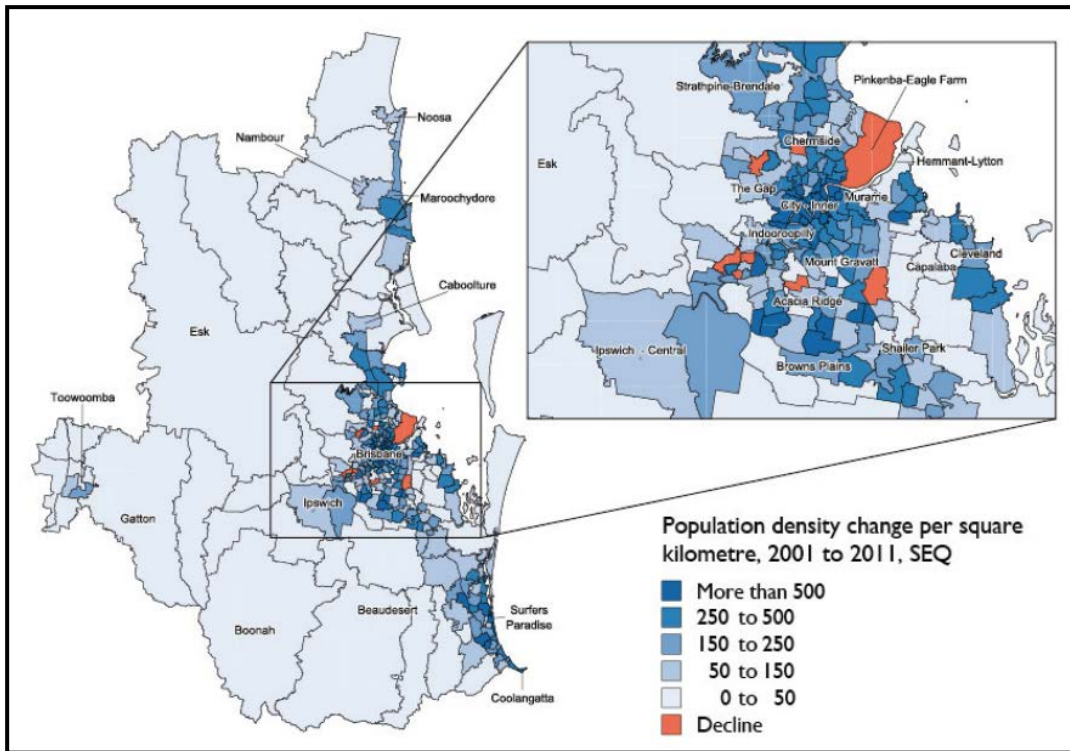 Noosa
Nambour
Maroochydore
Caboolture
Esk
Toowoomba
Brisbane
Gatton
Ipswich
Beaudesert
Boonah
Surfers
Paradise
Coolangatta
Strathpine-Brendale
Pinkenba-Eagle Farm
Esk
Chermside
Hemmant-Lytton
The Gap
Murarrie
City - Inner
Indooroopilly
Mount Gravatt
Cleveland
Capalaba
Acacia Ridge
Ipswich - Central
Shailer Park
Browns Plains
Population density change per square
kilometre, 2001 to 2011, SEQ
More than 500
250 to 500
150 to 250
50 to 150
0 to 50
Decline